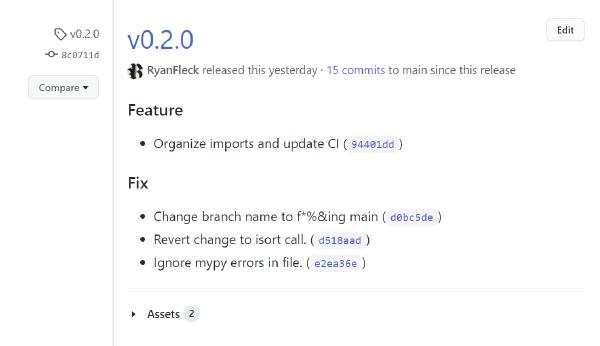 v0.2.0
8c0711d
Compare
v0.2.0
Edit
RyanFleck released this yesterday · 15 commits to main since this release
Feature
• Organize imports and update CI ( 94401dd )
Fix
• Change branch name to f*%&ing main ( d0bc5de )
• Revert change to isort call. ( d518aad )
• Ignore mypy errors in file. ( e2ea36e )
Assets 2